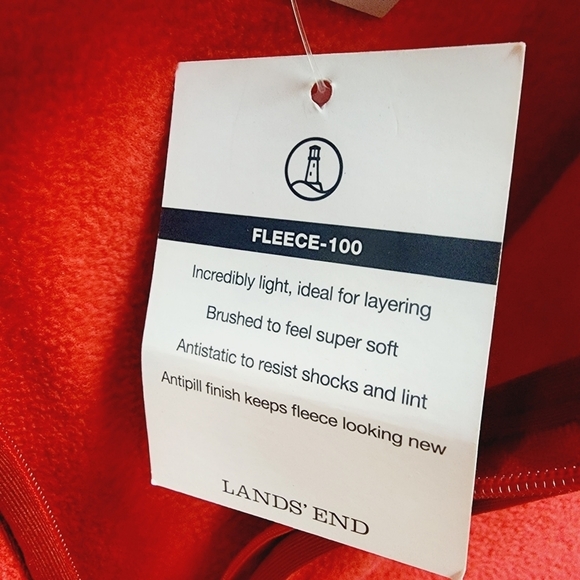 FLEECE-100
Incredibly light, ideal for layering
Brushed to feel super soft
Antistatic to resist shocks and lint
Antipill finish keeps fleece looking new
LANDS' END